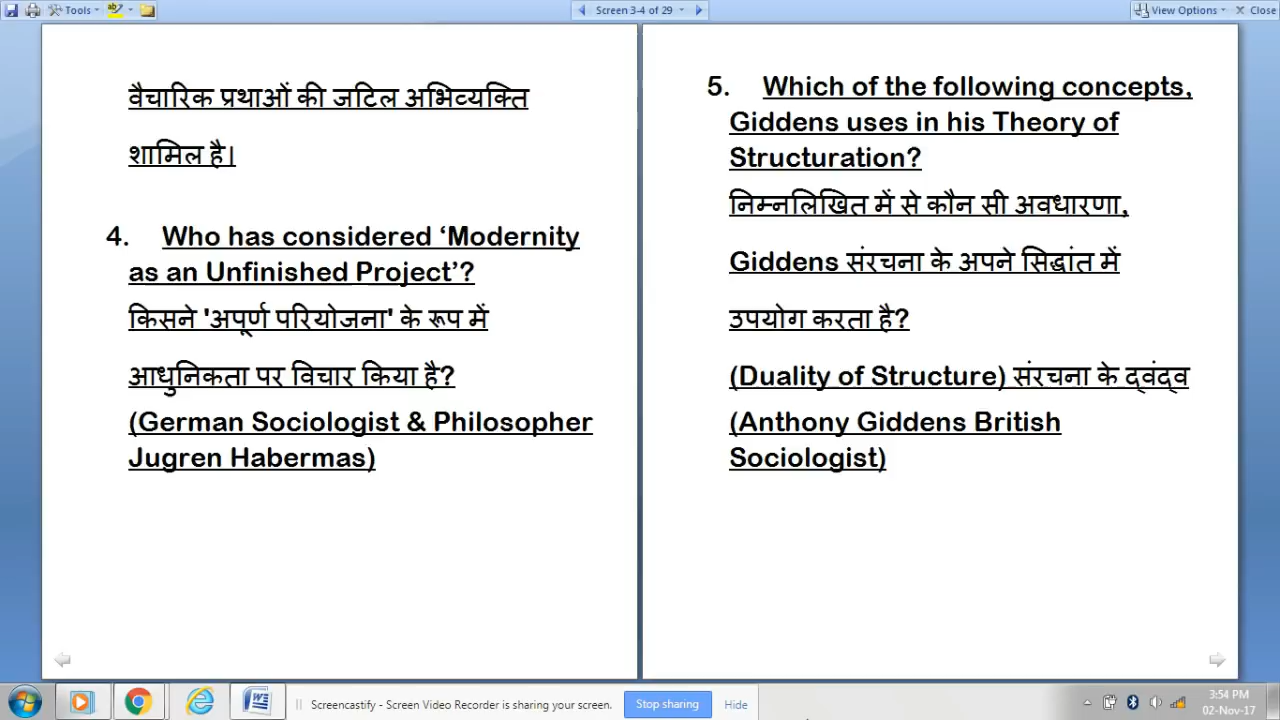 Tools
Screen 3-4 of 29
View Options
Close
वैचारिक प्रथाओं की जटिल अभिव्यक्ति
शामिल है।
4. Who has considered ‘Modernity
as an Unfinished Project’?
किसने 'अपूर्ण परियोजना' के रूप में
आधुनिकता पर विचार किया है?
(German Sociologist & Philosopher
Jugren Habermas)
5. Which of the following concepts,
Giddens uses in his Theory of
Structuration?
निम्नलिखित में से कौन सी अवधारणा,
Giddens संरचना के अपने सिद्धांत में
उपयोग करता है?
(Duality of Structure) संरचना के द्वंद्व
(Anthony Giddens British
Sociologist)
Screencastify - Screen Video Recorder is sharing your screen.
Stop sharing
Hide
3:54 PM
02-Nov-17